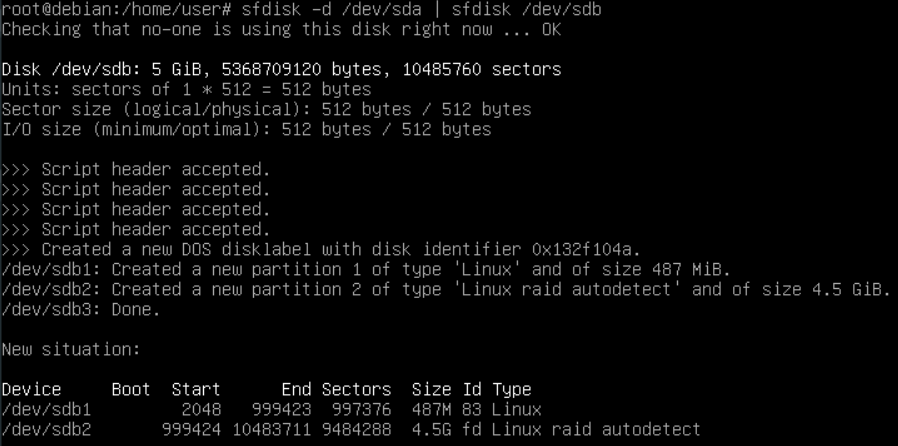 root@debian:/home/user# sfdisk -d /dev/sda | sfdisk /dev/sdb
Checking that no-one is using this disk right now ... OK
Disk /dev/sdb: 5 GiB, 5368709120 bytes, 10485760 sectors
Units: sectors of 1 * 512 = 512 bytes
Sector size (logical/physical): 512 bytes / 512 bytes
I/O size (minimum/optimal): 512 bytes / 512 bytes
>>> Script header accepted.
>>> Script header accepted.
>>> Script header accepted.
>>> Script header accepted.
>>> Created a new DOS disklabel with disk identifier 0x132f104a.
/dev/sdb1: Created a new partition 1 of type 'Linux' and of size 487 MiB.
/dev/sdb2: Created a new partition 2 of type 'Linux raid autodetect' and of size 4.5 GiB.
/dev/sdb3: Done.
New situation:
Device     Boot  Start      End Sectors  Size Id Type
/dev/sdb1         2048   999423  997376  487M 83 Linux
/dev/sdb2       999424 10483711 9484288  4.5G fd Linux raid autodetect